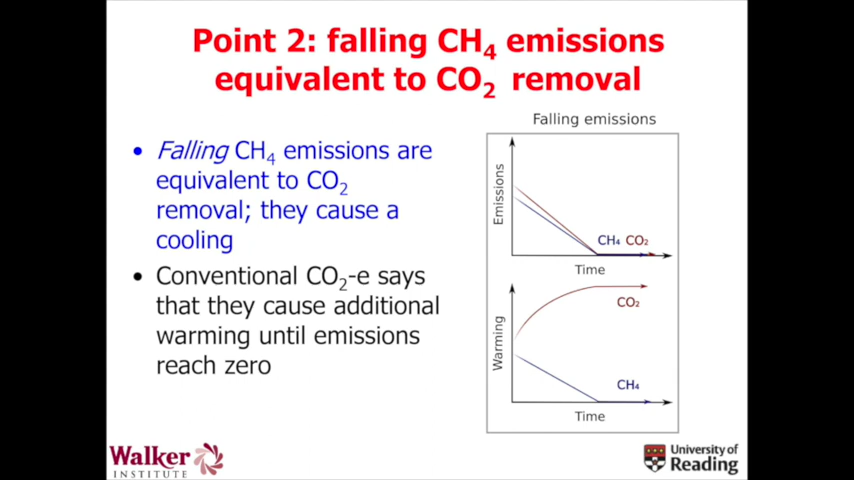 Point 2: falling CH₄ emissions
equivalent to CO₂ removal
• Falling CH₄ emissions are
equivalent to CO₂
removal; they cause a
cooling
• Conventional CO₂-e says
that they cause additional
warming until emissions
reach zero
Falling emissions
Emissions
CH₄ CO₂
Time
Warming
CO₂
CH₄
Time
Walker
INSTITUTE
University of
Reading